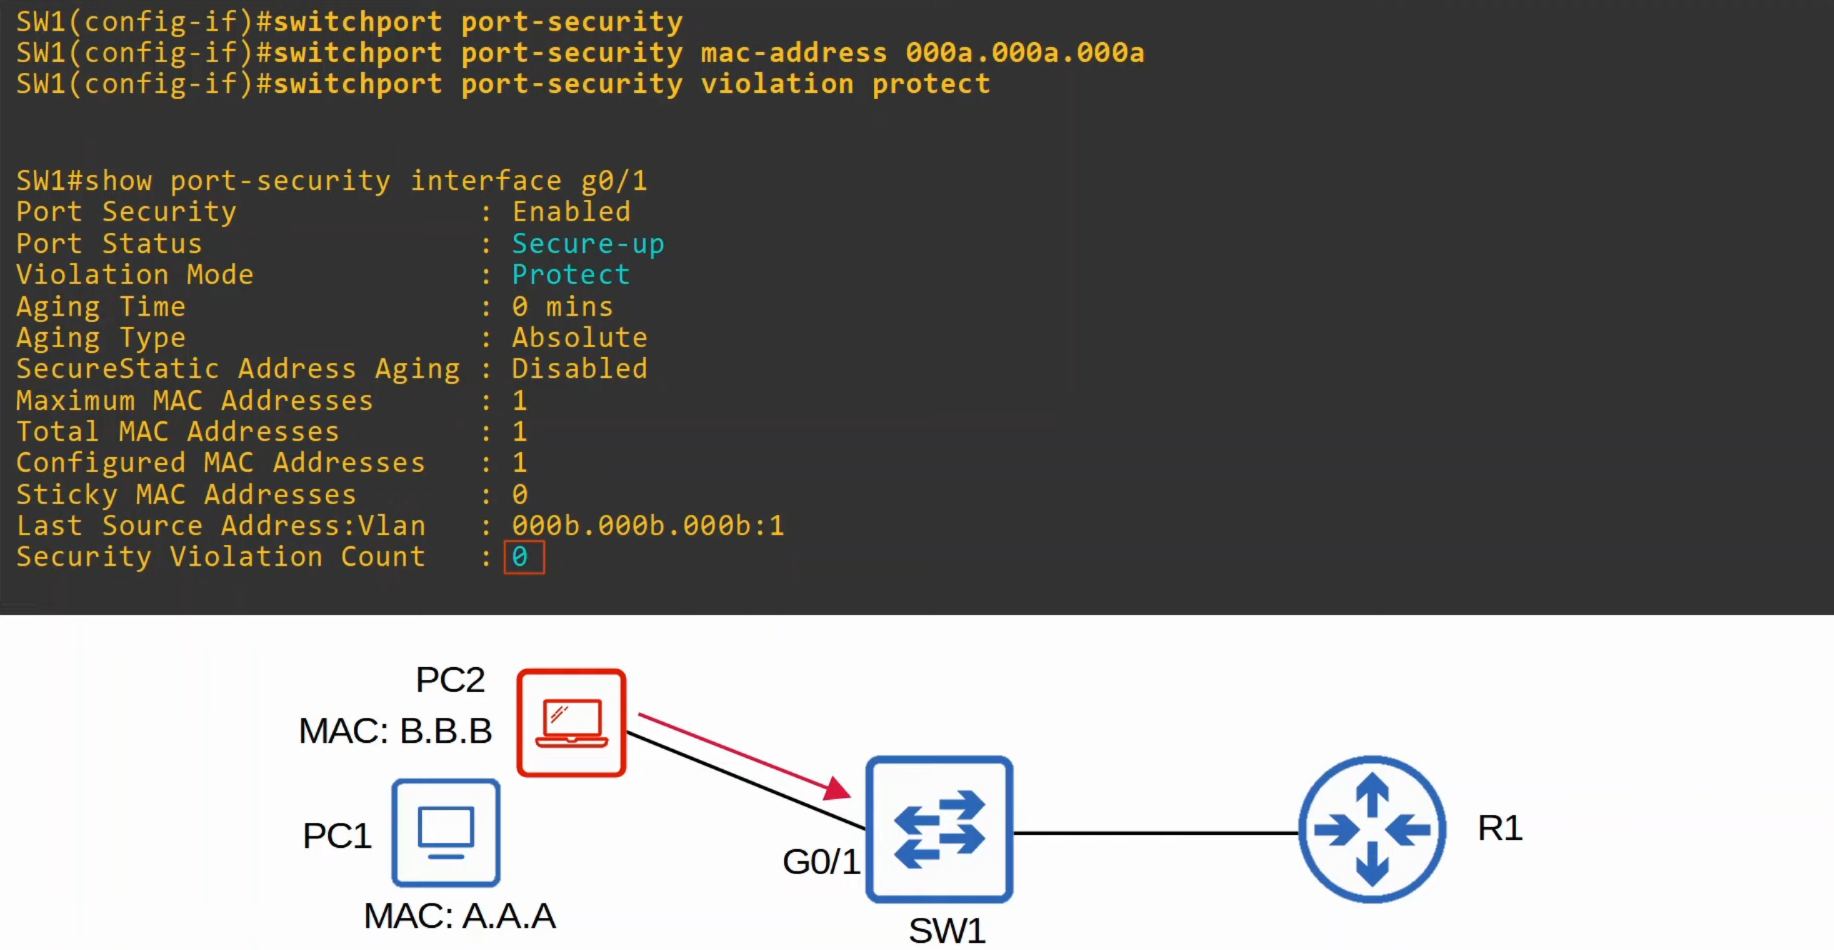 SW1(config-if)#switchport port-security
SW1(config-if)#switchport port-security mac-address 000a.000a.000a
SW1(config-if)#switchport port-security violation protect
SW1#show port-security interface g0/1
Port Security : Enabled
Port Status : Secure-up
Violation Mode : Protect
Aging Time : 0 mins
Aging Type : Absolute
SecureStatic Address Aging : Disabled
Maximum MAC Addresses : 1
Total MAC Addresses : 1
Configured MAC Addresses : 1
Sticky MAC Addresses : 0
Last Source Address:Vlan : 000b.000b.000b:1
Security Violation Count : 0
PC2
MAC: B.B.B
PC1
MAC: A.A.A
G0/1
SW1
R1